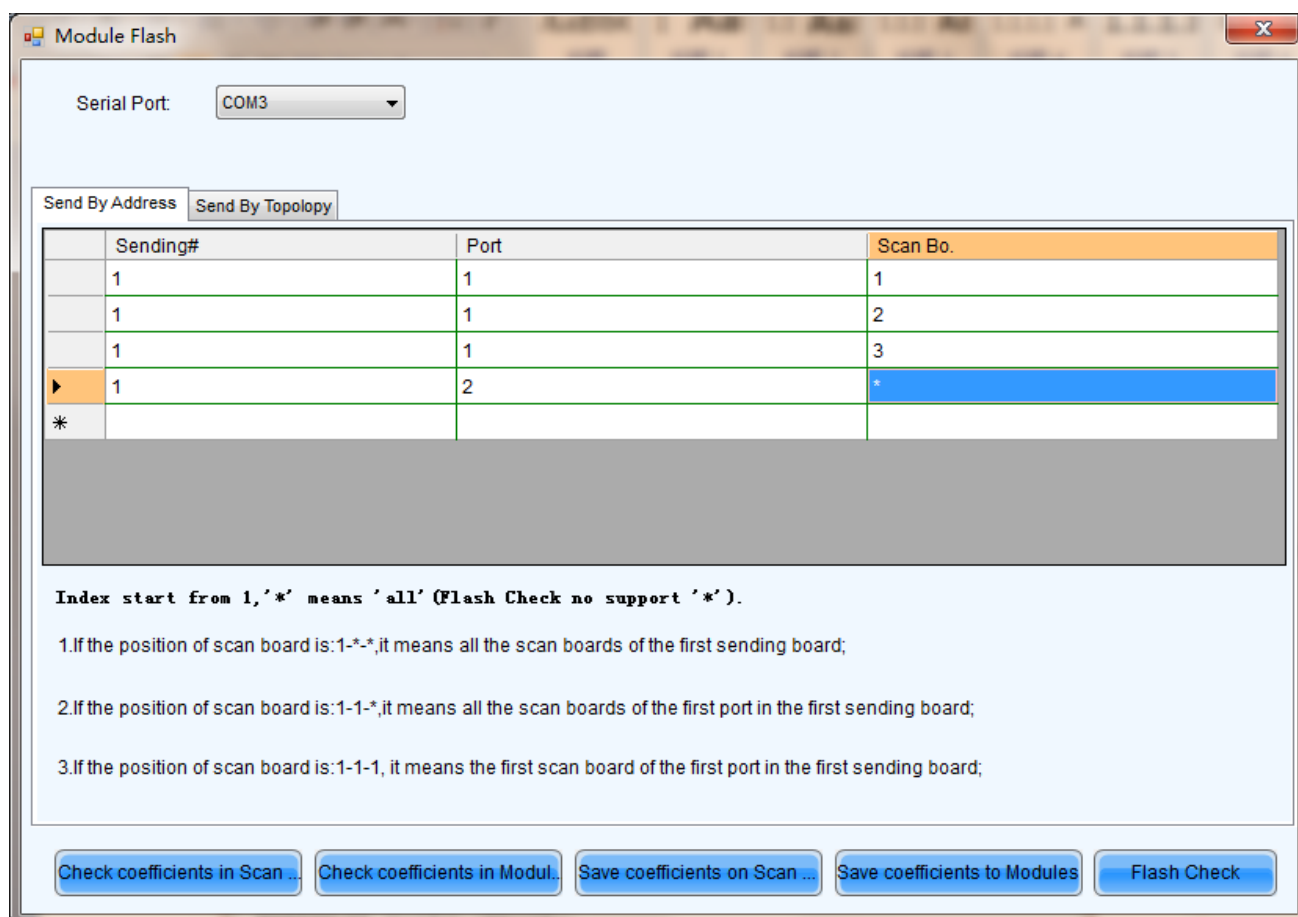 Module Flash
Serial Port: COM3
Send By Address Send By Topolopy
Sending# Port Scan Bo.
1 1 1
1 1 2
1 1 3
1 2 *
*
Index start from 1,'*' means 'all'(Flash Check no support '*').
1.If the position of scan board is:1-*-*,it means all the scan boards of the first sending board;
2.If the position of scan board is:1-1-*,it means all the scan boards of the first port in the first sending board;
3.If the position of scan board is:1-1-1, it means the first scan board of the first port in the first sending board;
Check coefficients in Scan ... Check coefficients in Modul.. Save coefficients on Scan ... Save coefficients to Modules Flash Check